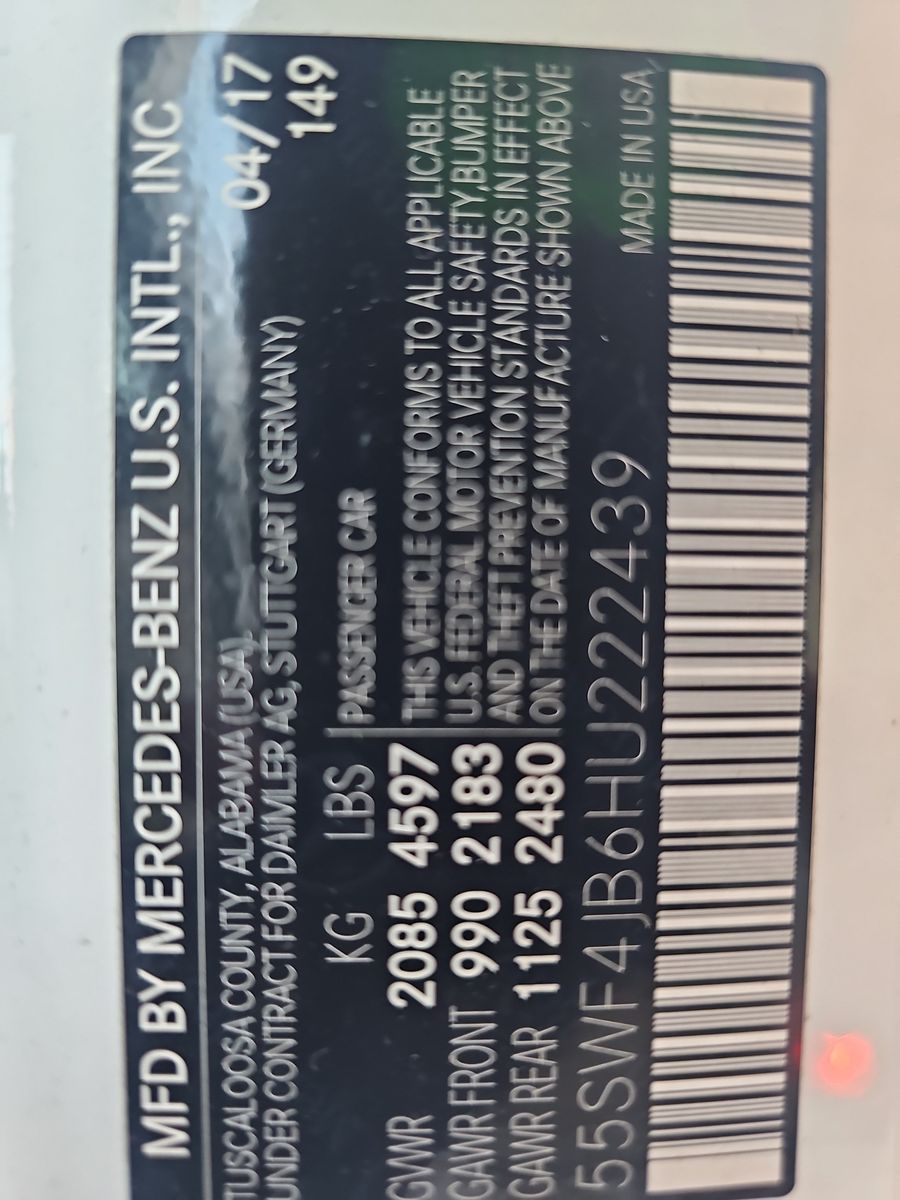 MFD BY MERCEDES-BENZ U.S. INTL., INC
TUSCALOOSA COUNTY, ALABAMA (USA) 04/17
UNDER CONTRACT FOR DAIMLER AG, STUTTGART (GERMANY) 149
KG LBS PASSENGER CAR
GVWR 2085 4597 THIS VEHICLE CONFORMS TO ALL APPLICABLE
GAWR FRONT 990 2183 U.S. FEDERAL MOTOR VEHICLE SAFETY,BUMPER
GAWR REAR 1125 2480 AND THEFT PREVENTION STANDARDS IN EFFECT
ON THE DATE OF MANUFACTURE SHOWN ABOVE
55SWF4JB6HU222439 MADE IN USA